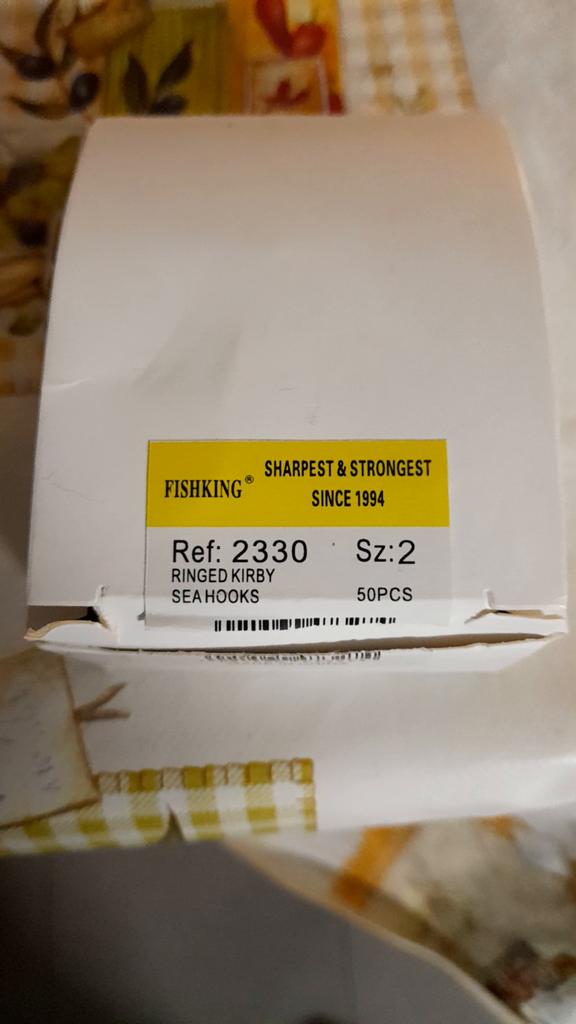 FISHKING®
SHARPEST & STRONGEST
SINCE 1994
Ref: 2330 Sz:2
RINGED KIRBY
SEA HOOKS 50PCS